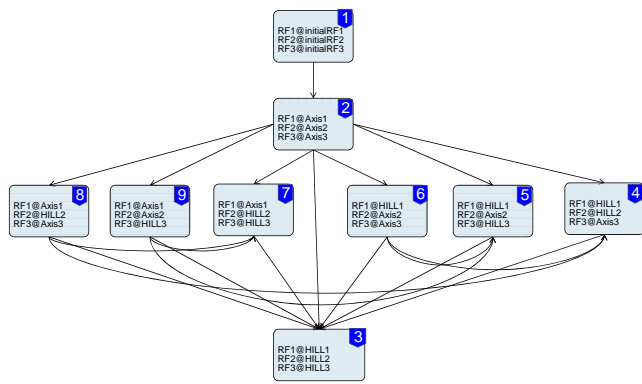 1
RF1@initialRF1
RF2@initialRF2
RF3@initialRF3
2
RF1@Axis1
RF2@Axis2
RF3@Axis3
8
RF1@Axis1
RF2@HILL2
RF3@Axis3
9
RF1@Axis1
RF2@Axis2
RF3@HILL3
7
RF1@Axis1
RF2@HILL2
RF3@HILL3
6
RF1@HILL1
RF2@Axis2
RF3@Axis3
5
RF1@HILL1
RF2@Axis2
RF3@HILL3
4
RF1@HILL1
RF2@HILL2
RF3@Axis3
3
RF1@HILL1
RF2@HILL2
RF3@HILL3